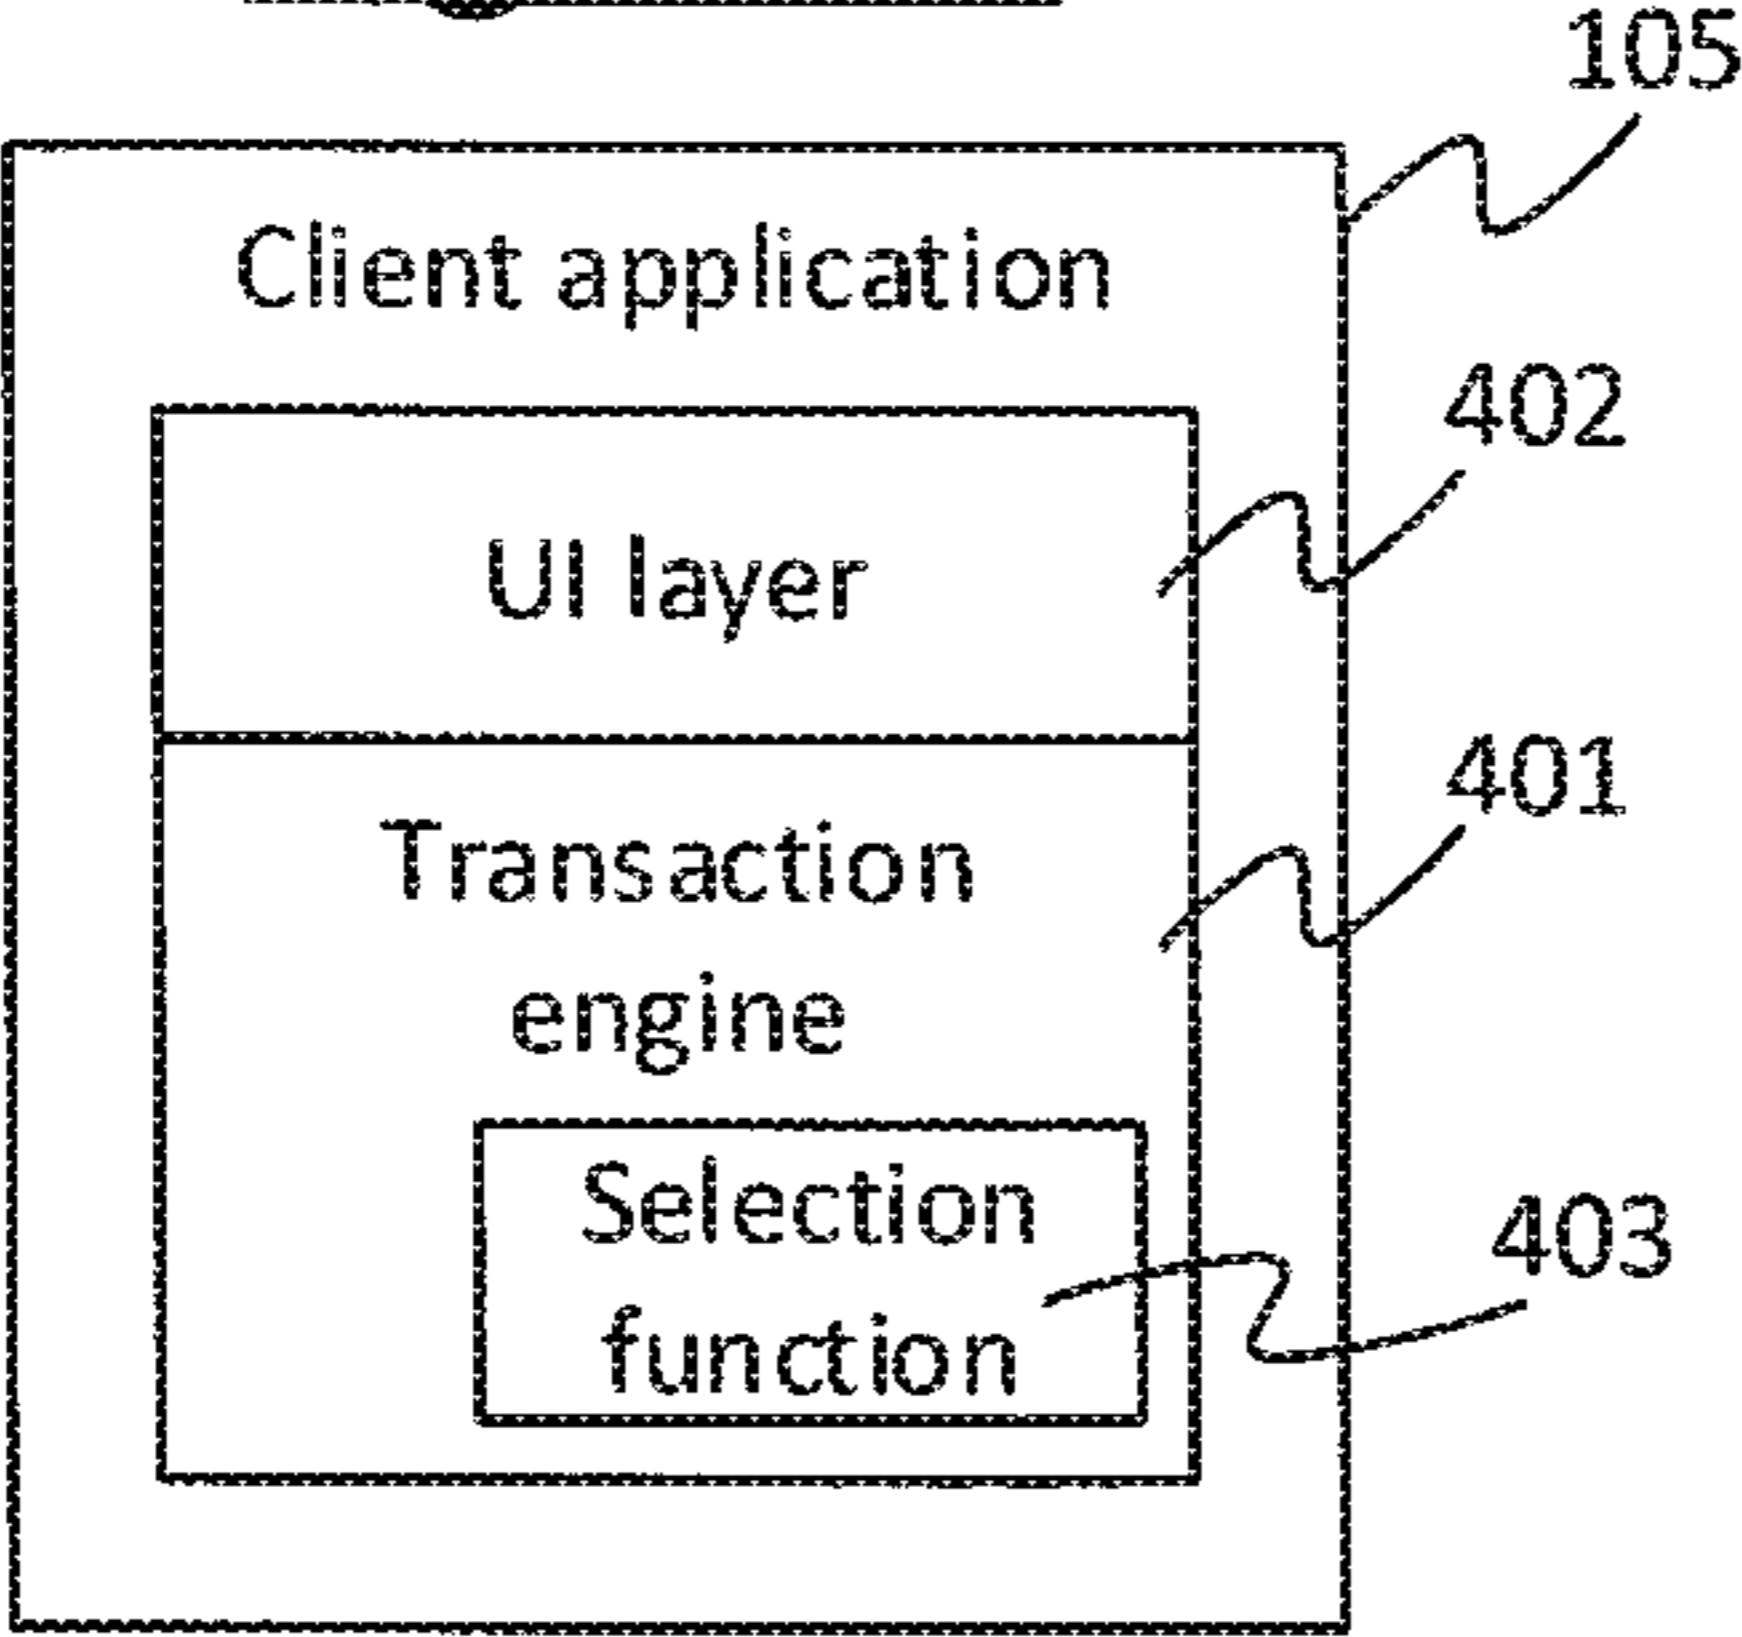 105
Client application
402
UI layer
401
Transaction
engine
Selection
403
function